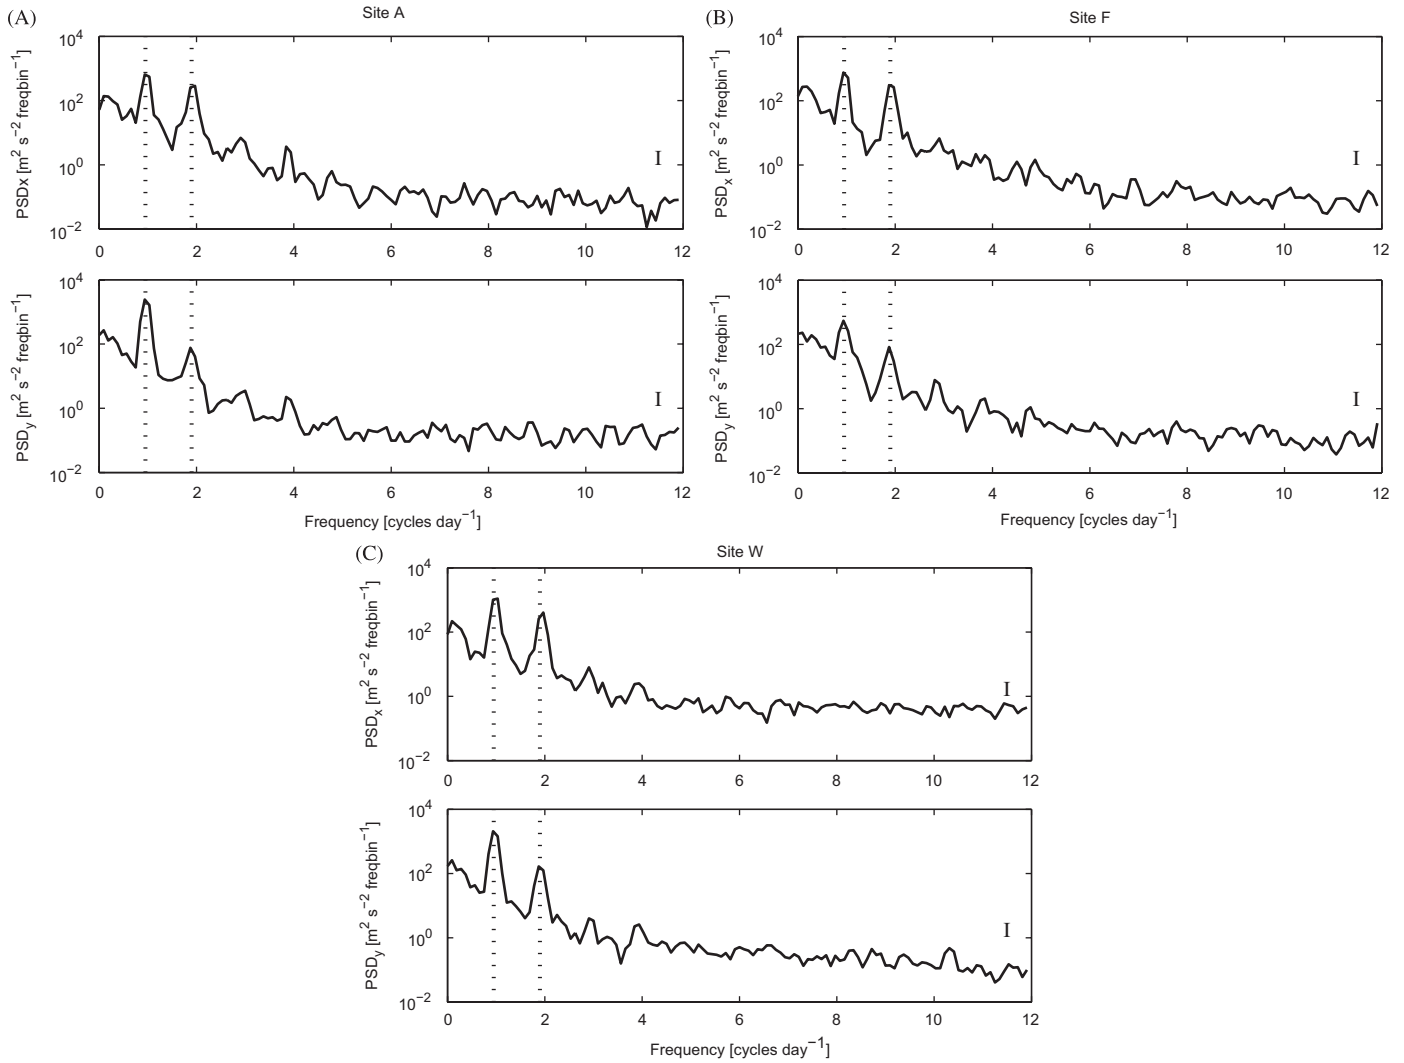 (A)
Site A
PSDx [m² s⁻² freqbin⁻¹]
10⁴
10²
10⁰
10⁻²
0 2 4 6 8 10 12
PSD_y [m² s⁻² freqbin⁻¹]
10⁴
10²
10⁰
10⁻²
0 2 4 6 8 10 12
Frequency [cycles day⁻¹]
(B)
Site F
PSD_x [m² s⁻² freqbin⁻¹]
10⁴
10²
10⁰
10⁻²
0 2 4 6 8 10 12
PSD_y [m² s⁻² freqbin⁻¹]
10⁴
10²
10⁰
10⁻²
0 2 4 6 8 10 12
Frequency [cycles day⁻¹]
(C)
Site W
PSD_x [m² s⁻² freqbin⁻¹]
10⁴
10²
10⁰
10⁻²
0 2 4 6 8 10 12
PSD_y [m² s⁻² freqbin⁻¹]
10⁴
10²
10⁰
10⁻²
0 2 4 6 8 10 12
Frequency [cycles day⁻¹]